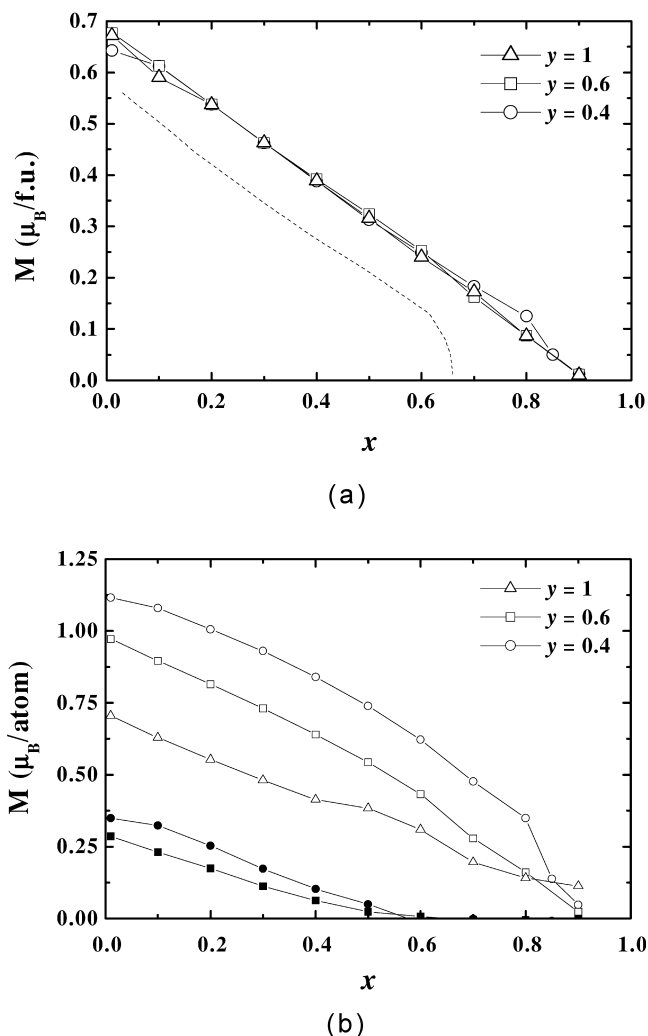 0.7
0.6
0.5
0.4
0.3
0.2
0.1
0.0
M (μB/f.u.)
y = 1
y = 0.6
y = 0.4
0.0 0.2 0.4 0.6 0.8 1.0
x
(a)
1.25
1.00
0.75
0.50
0.25
0.00
M (μB/atom)
y = 1
y = 0.6
y = 0.4
0.0 0.2 0.4 0.6 0.8 1.0
x
(b)